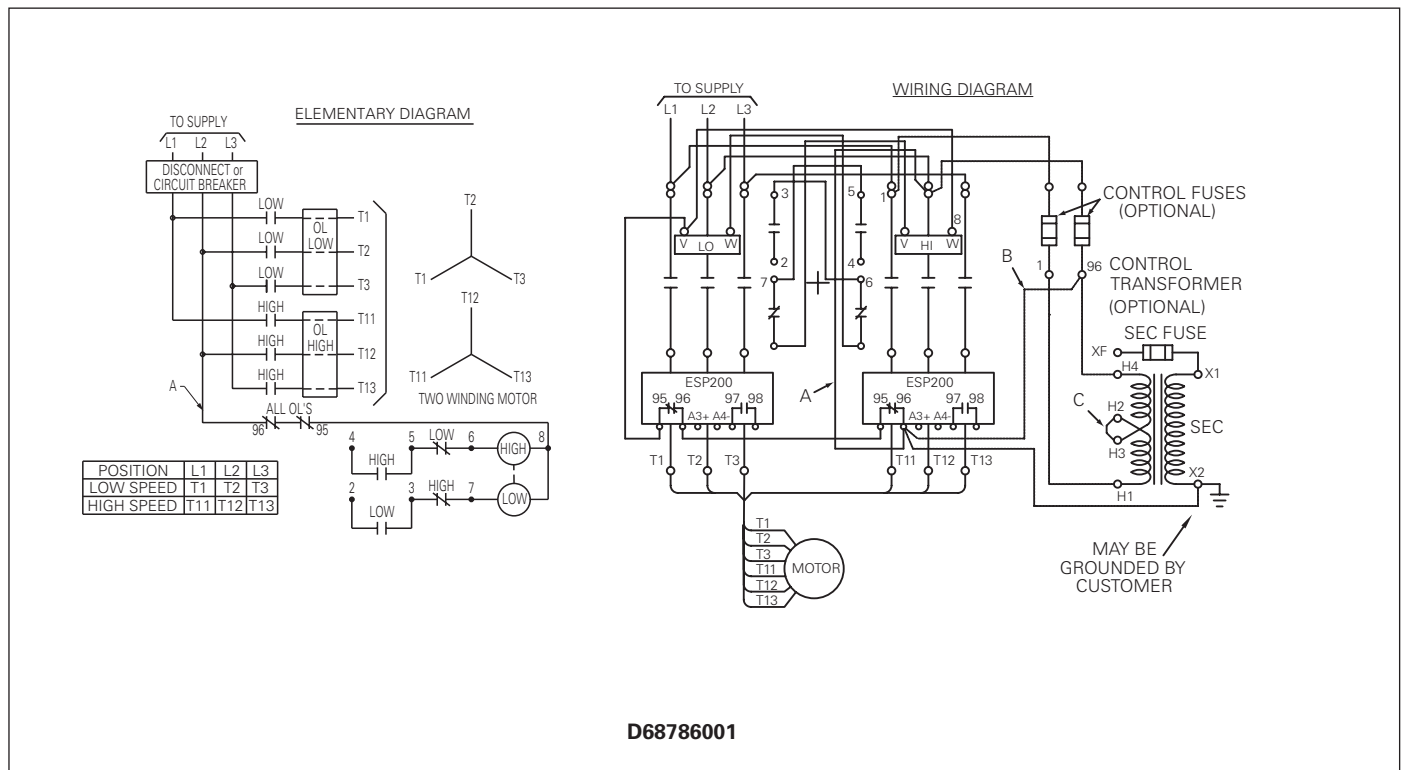 ELEMENTARY DIAGRAM
TO SUPPLY
L1 L2 L3
DISCONNECT or
CIRCUIT BREAKER
LOW
T1
OL
LOW
LOW
T2
LOW
T3
HIGH
T11
OL
HIGH
HIGH
T12
HIGH
T13
A
T2
T1 T3
T12
T11 T13
TWO WINDING MOTOR
ALL OL'S
96 95
4 5 LOW 6 HIGH 8
HIGH
2 3 HIGH 7 LOW
LOW
POSITION L1 L2 L3
LOW SPEED T1 T2 T3
HIGH SPEED T11 T12 T13
WIRING DIAGRAM
TO SUPPLY
L1 L2 L3
3 5 1
V LO W
8
V HI W
2 4
7 6
CONTROL FUSES
(OPTIONAL)
B
1 96
CONTROL
TRANSFORMER
(OPTIONAL)
SEC FUSE
XF
H4 X1
C H2
H3
SEC
H1 X2
A
ESP200
95 96 97 98
A3+ A4-
ESP200
95 96 97 98
A3+ A4-
T1 T2 T3
T11 T12 T13
T1
T2
T3
T11
T12
T13
MOTOR
MAY BE
GROUNDED BY
CUSTOMER
D68786001